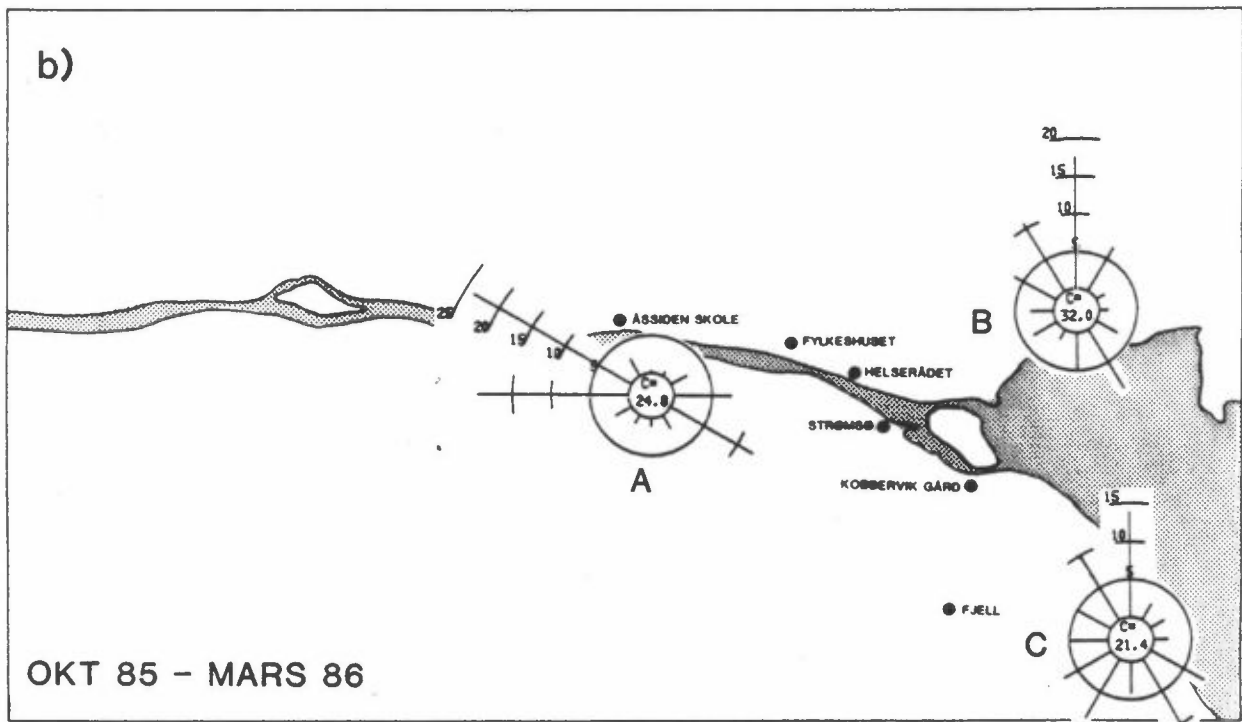 b)
20
15
10
S
C=
32.0
B
25
20
15
10
5
C=
24.8
A
ÅSSIDEN SKOLE
FYLKESHUSET
HELSERÅDET
STRØMSØ
KOBBERVIK GÅRD
FJELL
15
10
5
C=
21.4
C
OKT 85 - MARS 86